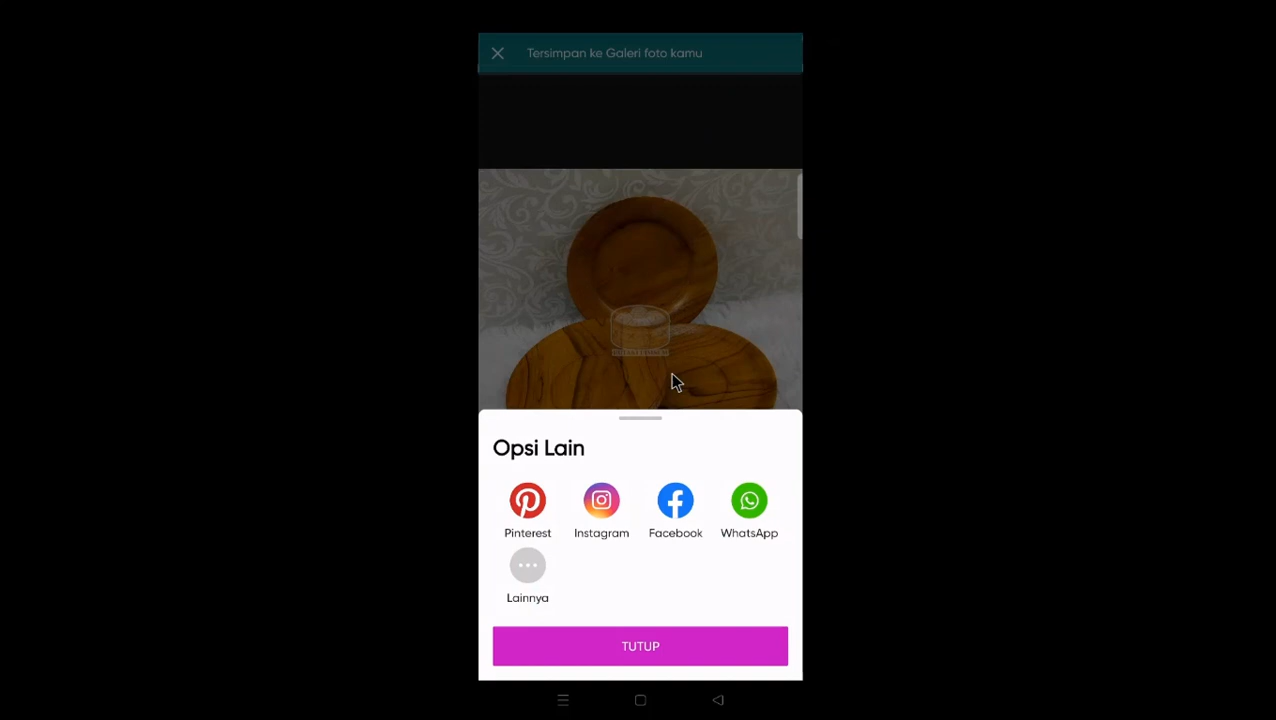 Tersimpan ke Galeri foto kamu
Opsi Lain
Pinterest
Instagram
Facebook
WhatsApp
Lainnya
TUTUP